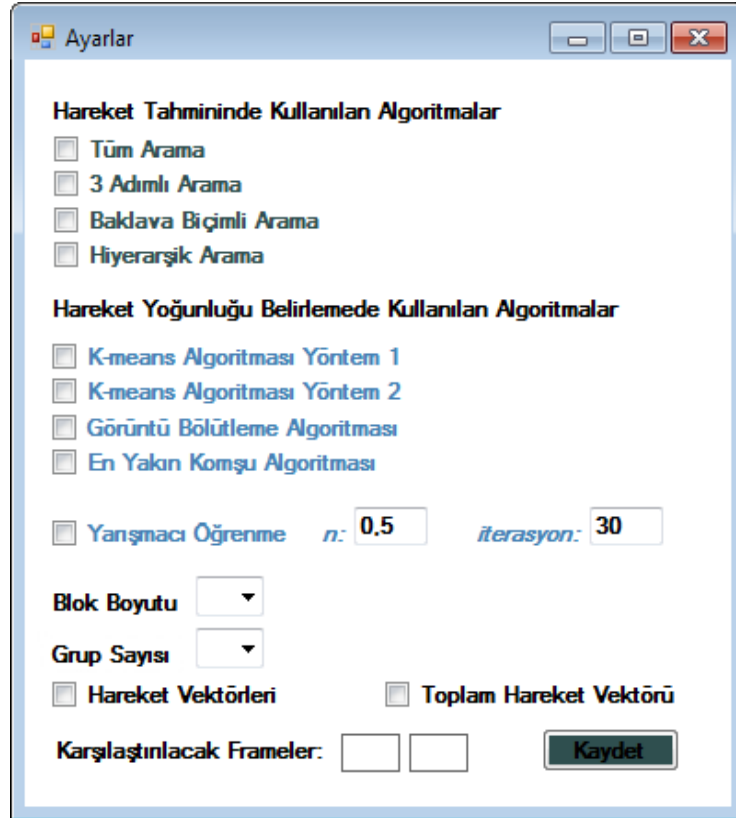 Ayarlar
Hareket Tahmininde Kullanılan Algoritmalar
Tüm Arama
3 Adımlı Arama
Baklava Biçimli Arama
Hiyerarşik Arama
Hareket Yoğunluğu Belirlemede Kullanılan Algoritmalar
K-means Algoritması Yöntem 1
K-means Algoritması Yöntem 2
Görüntü Bölütleme Algoritması
En Yakın Komşu Algoritması
Yarışmacı Öğrenme n: 0,5 iterasyon: 30
Blok Boyutu
Grup Sayısı
Hareket Vektörleri Toplam Hareket Vektörü
Karşılaştırılacak Frameler: Kaydet